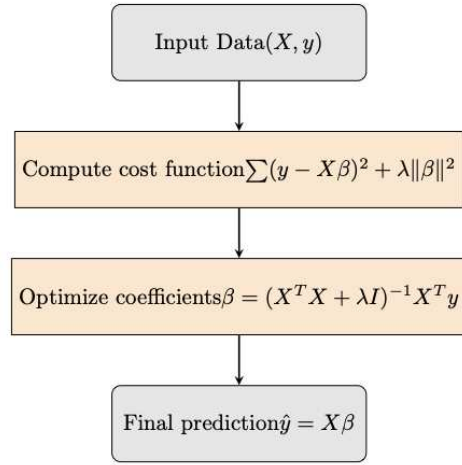 Input Data(X, y)
Compute cost function∑(y − Xβ)² + λ‖β‖²
Optimize coefficientsβ = (XᵀX + λI)⁻¹Xᵀy
Final predictionŷ = Xβ